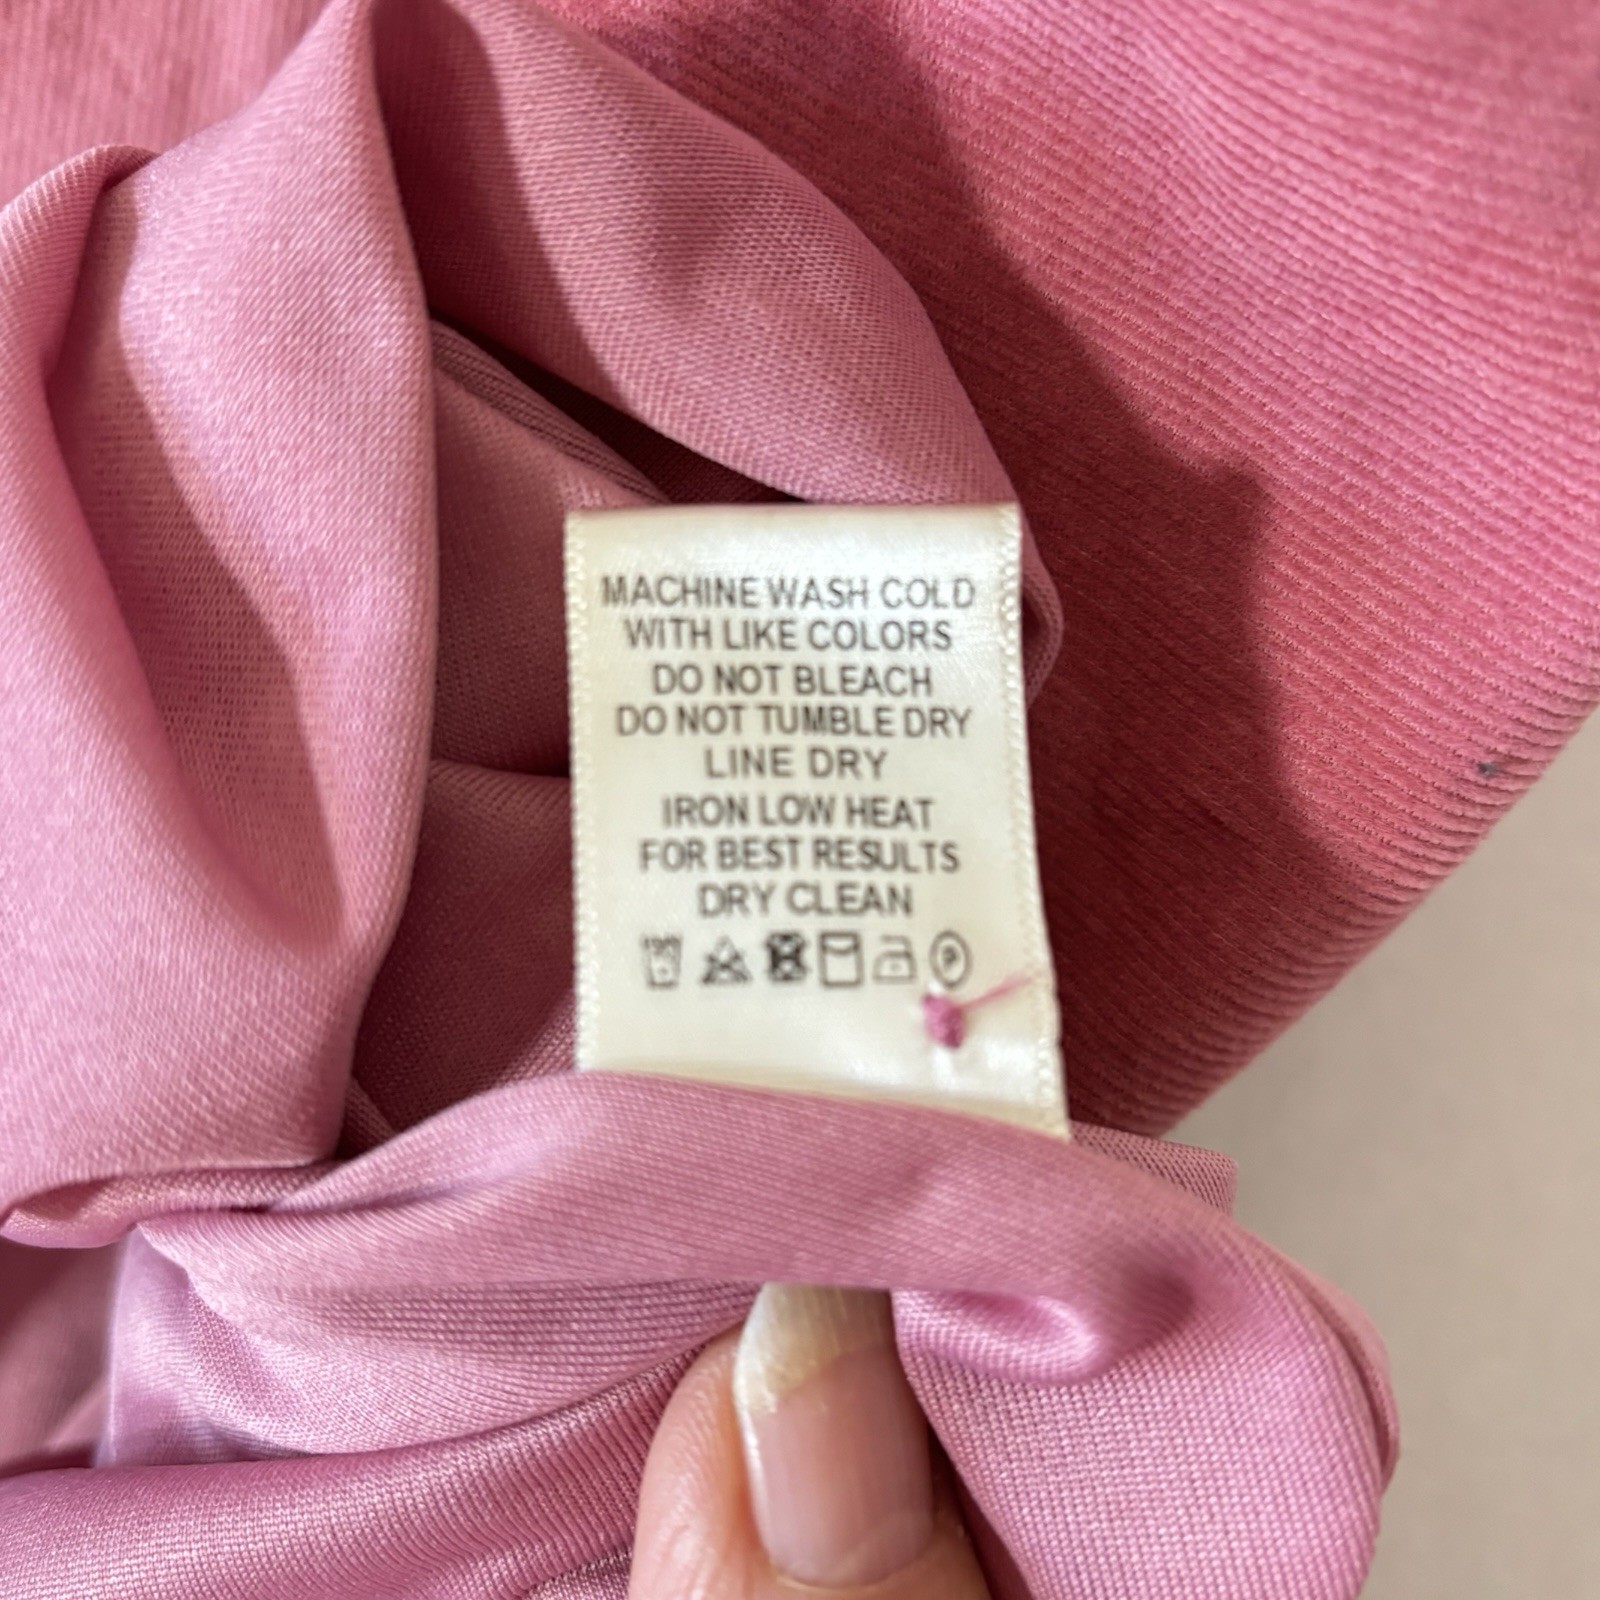 MACHINE WASH COLD
WITH LIKE COLORS
DO NOT BLEACH
DO NOT TUMBLE DRY
LINE DRY
IRON LOW HEAT
FOR BEST RESULTS
DRY CLEAN
P